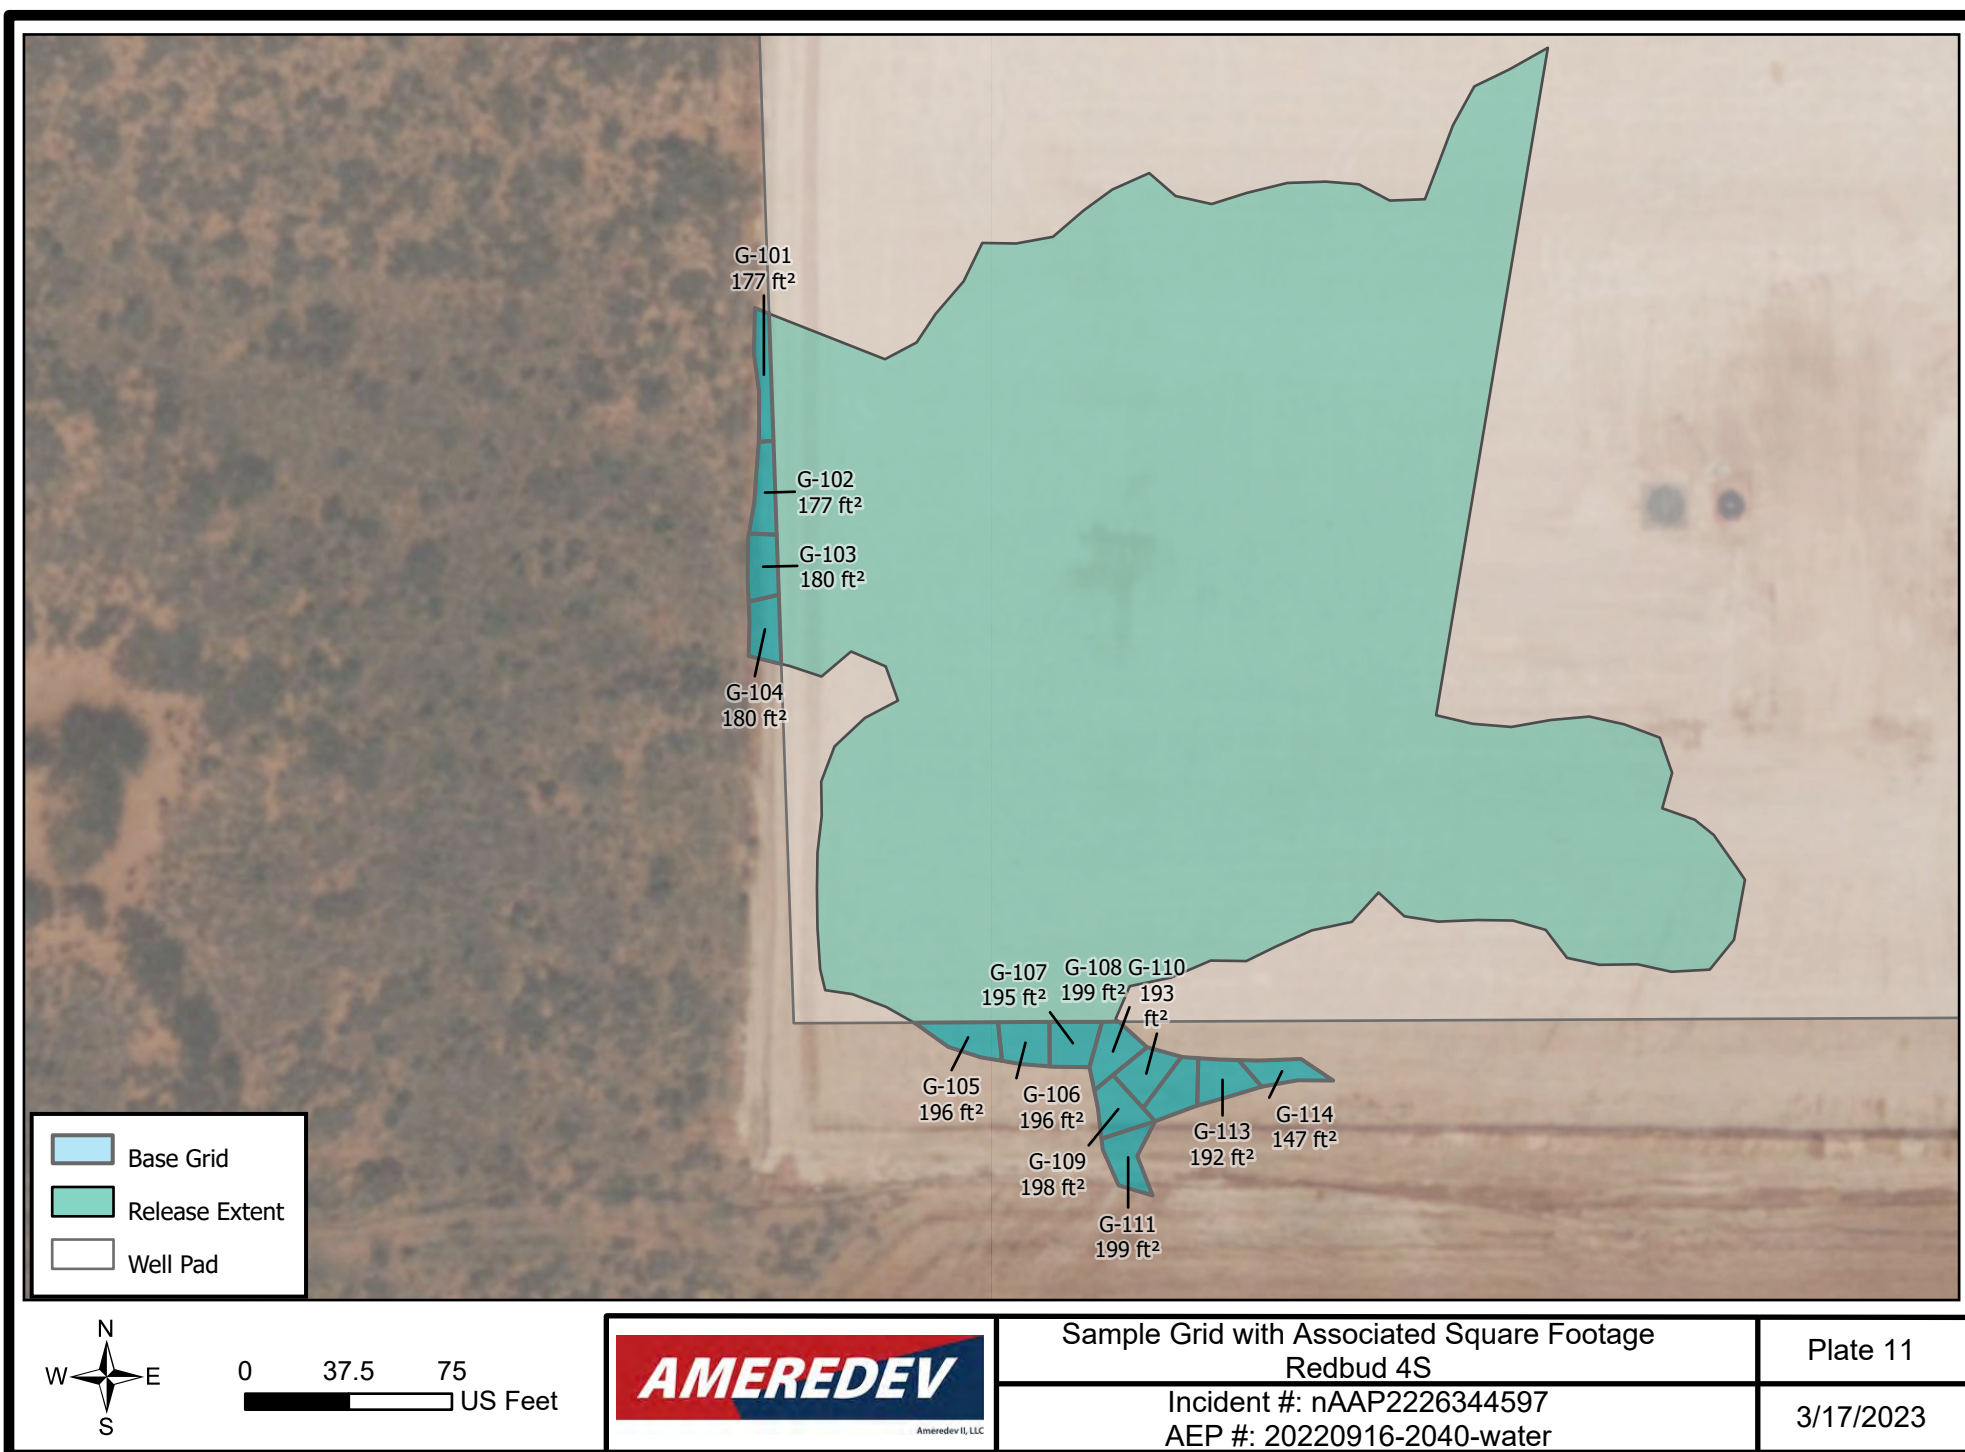 G-101
177 ft²
G-102
177 ft²
G-103
180 ft²
G-104
180 ft²
G-107
195 ft²
G-108
199 ft²
G-110
193
ft²
G-105
196 ft²
G-106
196 ft²
G-109
198 ft²
G-111
199 ft²
G-113
192 ft²
G-114
147 ft²
Base Grid
Release Extent
Well Pad
N
W E
S
0 37.5 75
US Feet
AMEREDEV
Ameredev II, LLC
Sample Grid with Associated Square Footage
Redbud 4S
Incident #: nAAP2226344597
AEP #: 20220916-2040-water
Plate 11
3/17/2023